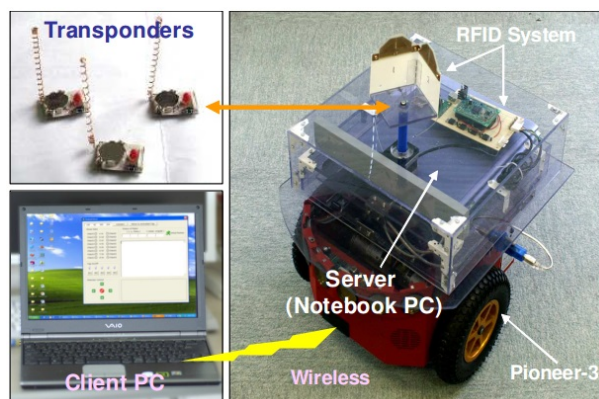 Transponders
RFID System
Server
(Notebook PC)
VAIO
Client PC
Wireless
Pioneer-3